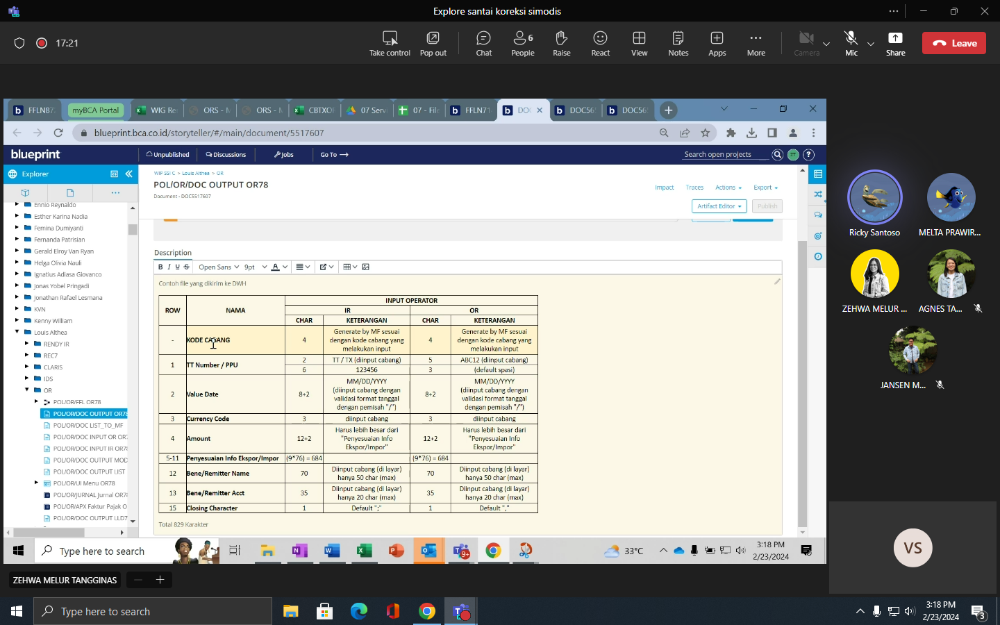 Explore santai koreksi simodis
17:21
Take control
Pop out
Chat
6
People
Raise
React
View
Notes
Apps
More
Camera
Mic
Share
Leave
FFLN87
myBCA Portal
WIG Re
ORS - M
ORS - M
CBTXOF
07 Servi
07 - File
FFLN71
DOC
DOC56
DOC56
blueprint.bca.co.id/storyteller/#/main/document/5517607
blueprint
Unpublished
Discussions
Jobs
Go To
Search open projects
ZT
?
Explorer
Ennio Reynaldo
Esther Karina Nadia
Femina Dumiyanti
Fernanda Patrisian
Gerald Elroy Van Ryan
Helga Olivia Nauli
Ignatius Adiasa Giovanco
Jonas Yobel Pringadi
Jonathan Rafael Lesmana
KVN
Kenny William
Louis Althea
RENDY IR
REC7
CLARIS
IDS
OR
POL/OR/FFL OR78
POL/OR/DOC OUTPUT OR78
POL/OR/DOC LIST_TO_MF
POL/OR/DOC INPUT OR OR7
POL/OR/DOC INPUT IR OR78
POL/OR/DOC OUTPUT MOD
POL/OR/DOC OUTPUT LIST
POL/OR/UI Menu OR78
POL/OR/JURNAL Jurnal OR78
POL/OR/APX Faktur Pajak O
POL/OR/DOC OUTPUT LLD7
WIP SSI C > Louis Althea > OR
POL/OR/DOC OUTPUT OR78
Document - DOC5517607
Impact
Traces
Actions
Export
Artifact Editor
Publish
Description
B I U S
Open Sans
9pt
A
Contoh file yang dikirim ke DWH
ROW
NAMA
INPUT OPERATOR
IR
OR
CHAR
KETERANGAN
CHAR
KETERANGAN
-
KODE CABANG
4
Generate by MF sesuai
dengan kode cabang yang
melakukan input
4
Generate by MF sesuai
dengan kode cabang yang
melakukan input
1
TT Number / PPU
2
TT / TX (diinput cabang)
5
ABC12 (diinput cabang)
6
123456
3
(default spasi)
2
Value Date
8+2
MM/DD/YYYY
(diinput cabang dengan
validasi format tanggal
dengan pemisah "/")
8+2
MM/DD/YYYY
(diinput cabang dengan
validasi format tanggal
dengan pemisah "/")
3
Currency Code
3
diinput cabang
3
diinput cabang
4
Amount
12+2
Harus lebih besar dari
"Penyesuaian Info
Ekspor/Impor"
12+2
Harus lebih besar dari
"Penyesuaian Info
Ekspor/Impor"
5-11
Penyesuaian Info Ekspor/Impor
(9*76) = 684
(9*76) = 684
12
Bene/Remitter Name
70
Diinput cabang (di layar)
hanya 50 char (max)
70
Diinput cabang (di layar)
hanya 50 char (max)
13
Bene/Remitter Acct
35
Diinput cabang (di layar)
hanya 20 char (max)
35
Diinput cabang (di layar)
hanya 20 char (max)
15
Closing Character
1
Default ";"
1
Default ","
Total 829 Karakter
Type here to search
9+
33°C
3:18 PM
2/23/2024
Ricky Santoso
MELTA PRAWIR...
ZEHWA MELUR ...
AGNES TA...
JANSEN M...
VS
ZEHWA MELUR TANGGINAS
Type here to search
3:18 PM
2/23/2024
3